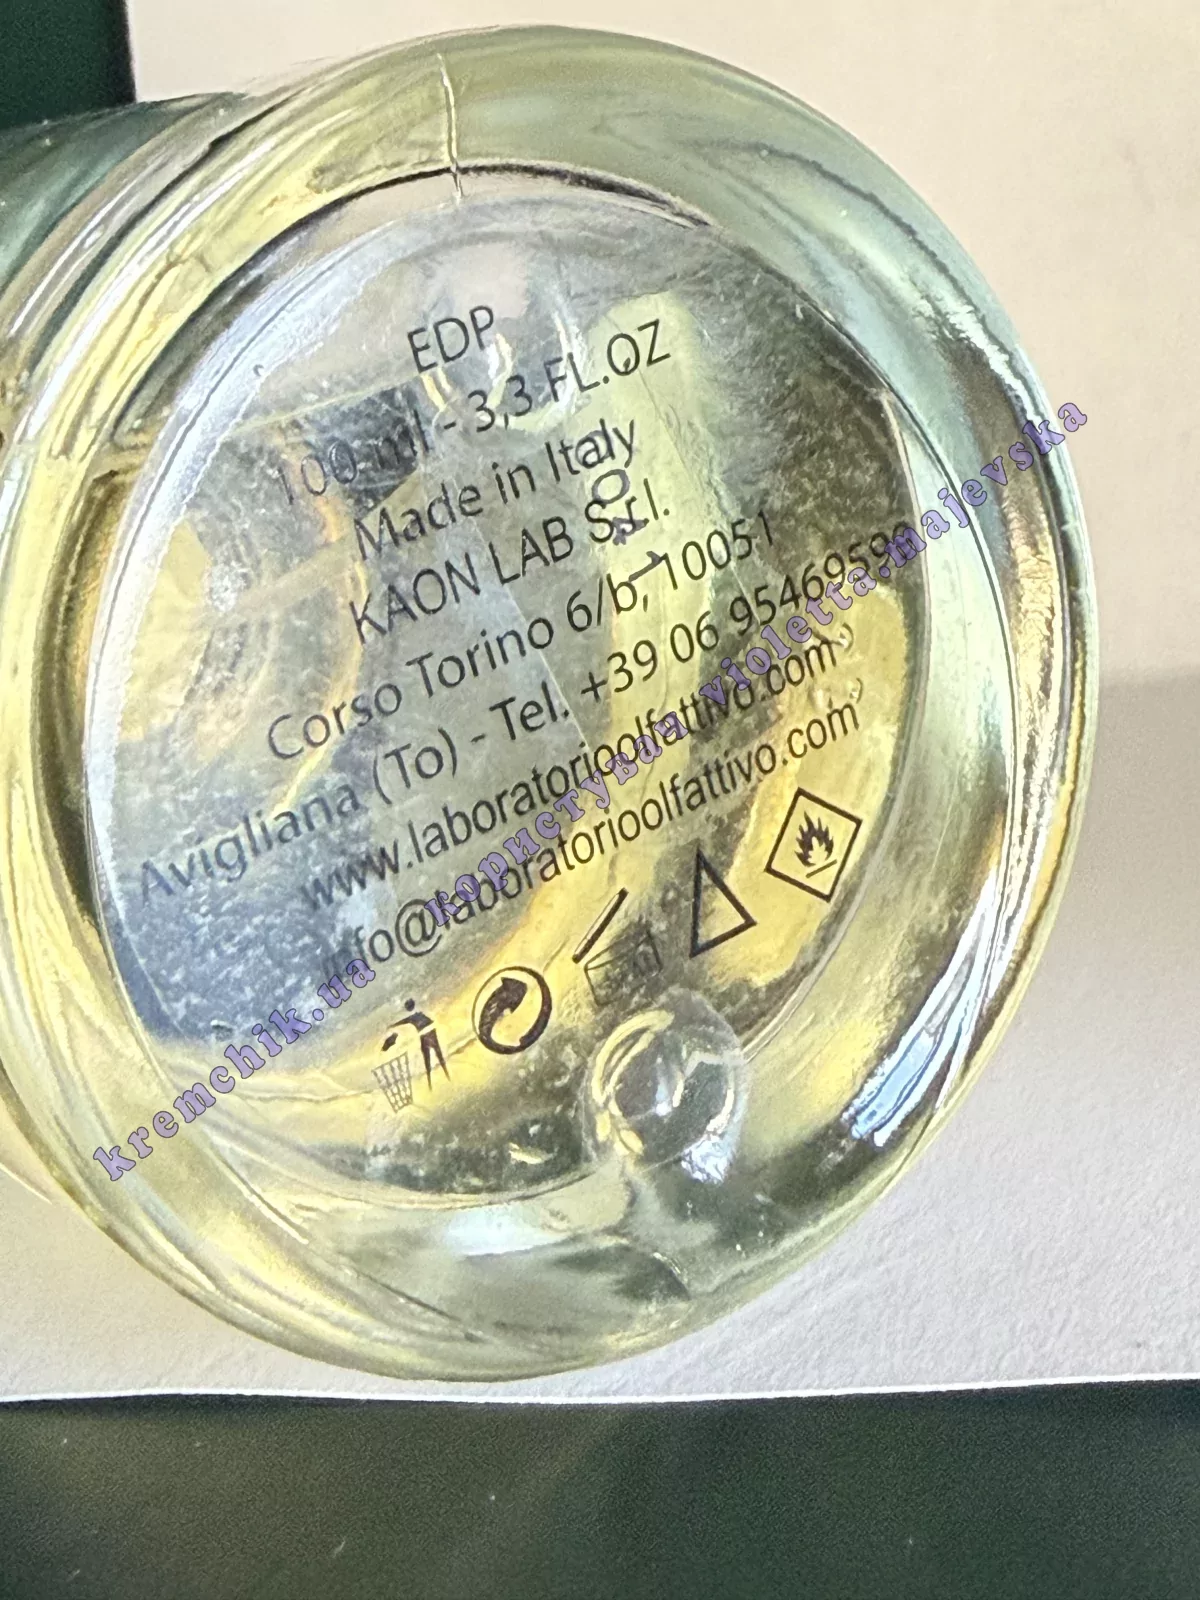 EDP
100 ml - 3,3 FL.OZ
Made in Italy
KAON LAB S.r.l.
Corso Torino 6/b, 10051
Avigliana (To) - Tel. +39 06 95469590
www.laboratorioolfattivo.com
info@laboratorioolfattivo.com
kremchik.ua користувач violetta.majevska